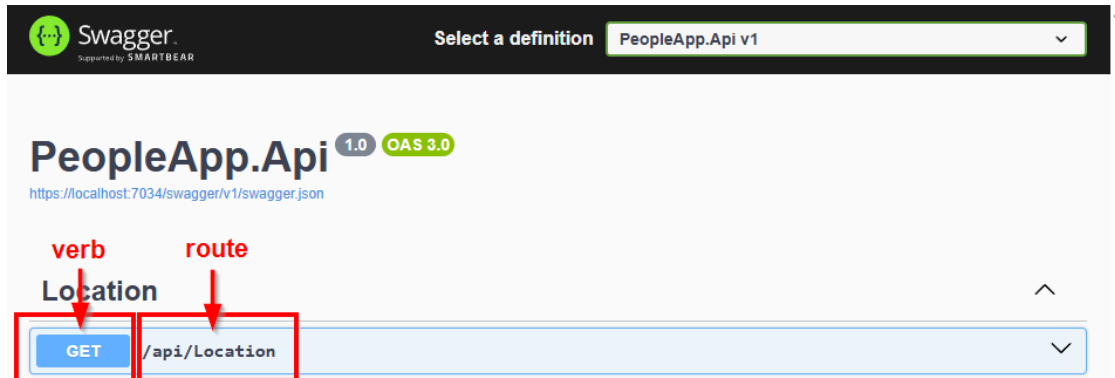 {···} Swagger.
Supported by SMARTBEAR
Select a definition
PeopleApp.Api v1
PeopleApp.Api 1.0 OAS 3.0
https://localhost:7034/swagger/v1/swagger.json
verb
route
Location
GET /api/Location